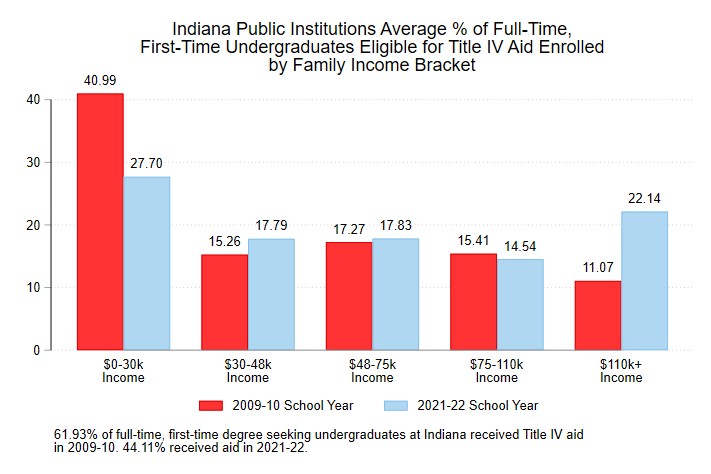 Indiana Public Institutions Average % of Full-Time,
First-Time Undergraduates Eligible for Title IV Aid Enrolled
by Family Income Bracket
40.99
40
30
27.70
22.14
20
15.26
17.79
17.27
17.83
15.41
14.54
11.07
10
0
$0-30k
Income
$30-48k
Income
$48-75k
Income
$75-110k
Income
$110k+
Income
2009-10 School Year
2021-22 School Year
61.93% of full-time, first-time degree seeking undergraduates at Indiana received Title IV aid
in 2009-10. 44.11% received aid in 2021-22.